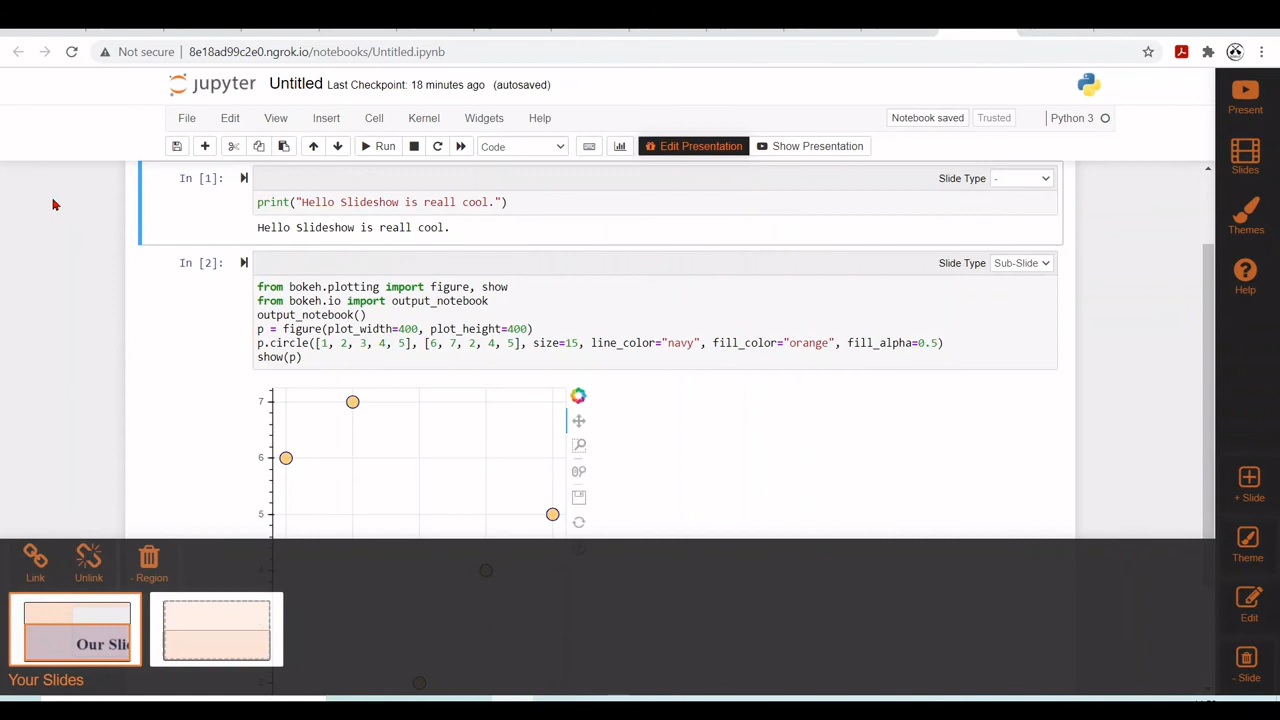 Not secure 8e18ad99c2e0.ngrok.io/notebooks/Untitled.ipynb
jupyter Untitled Last Checkpoint: 18 minutes ago (autosaved)
File Edit View Insert Cell Kernel Widgets Help Notebook saved Trusted Python 3
Run Code Edit Presentation Show Presentation
In [1]: Slide Type -
print("Hello Slideshow is reall cool.")
Hello Slideshow is reall cool.
In [2]: Slide Type Sub-Slide
from bokeh.plotting import figure, show
from bokeh.io import output_notebook
output_notebook()
p = figure(plot_width=400, plot_height=400)
p.circle([1, 2, 3, 4, 5], [6, 7, 2, 4, 5], size=15, line_color="navy", fill_color="orange", fill_alpha=0.5)
show(p)
7
6
5
4
2
Link Unlink - Region
Our Sli
Your Slides
Present
Slides
Themes
Help
+ Slide
Theme
Edit
- Slide